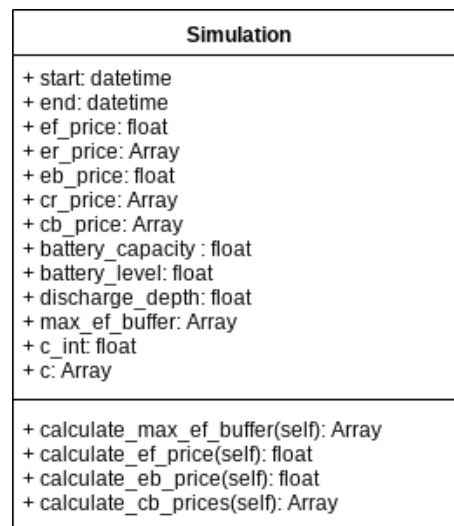 Simulation
+ start: datetime
+ end: datetime
+ ef_price: float
+ er_price: Array
+ eb_price: float
+ cr_price: Array
+ cb_price: Array
+ battery_capacity : float
+ battery_level: float
+ discharge_depth: float
+ max_ef_buffer: Array
+ c_int: float
+ c: Array
+ calculate_max_ef_buffer(self): Array
+ calculate_ef_price(self): float
+ calculate_eb_price(self): float
+ calculate_cb_prices(self): Array